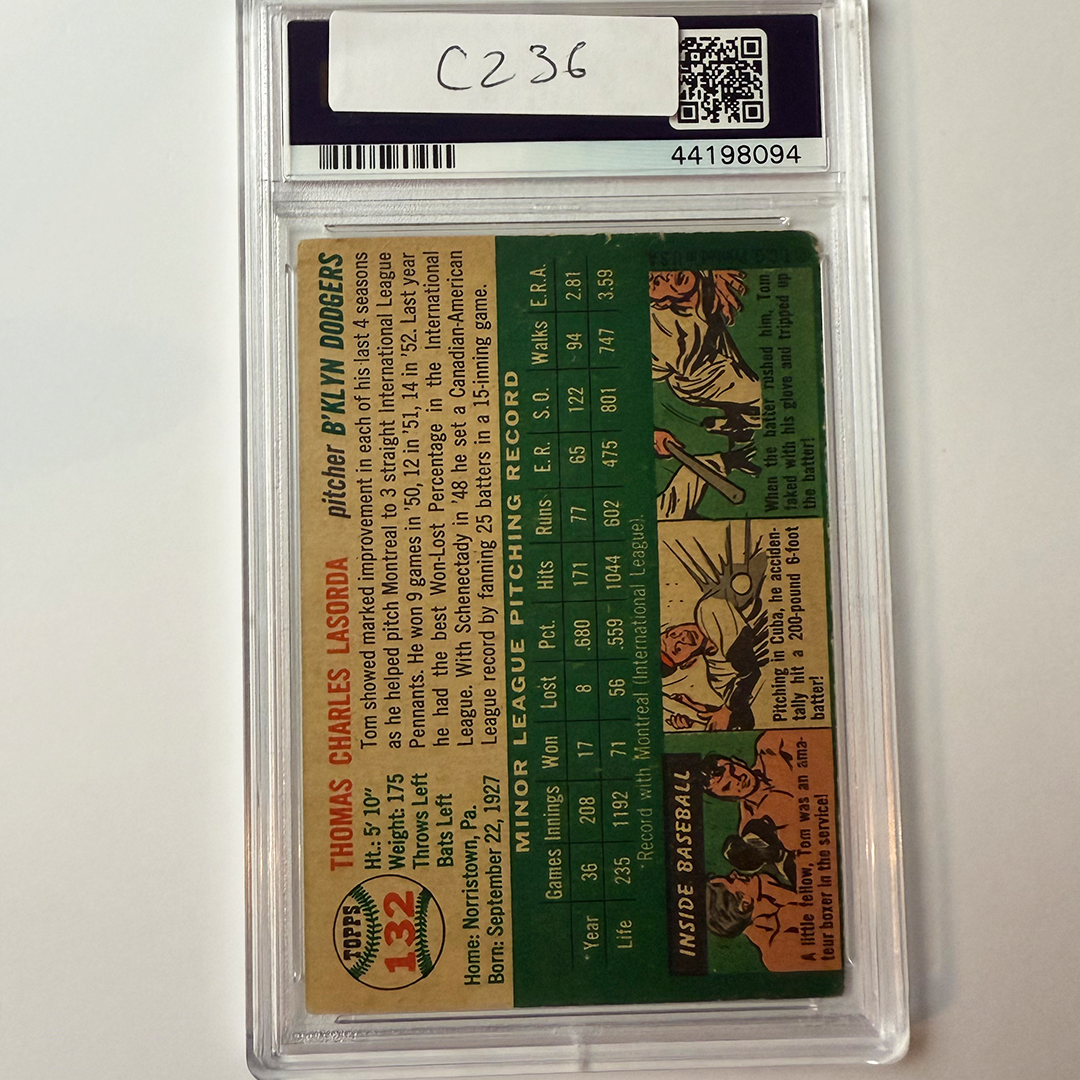 C236
44198094
TOPPS
132
THOMAS CHARLES LASORDA
pitcher B'KLYN DODGERS
Ht.: 5' 10"
Weight: 175
Throws Left
Bats Left
Home: Norristown, Pa.
Born: September 22, 1927
Tom showed marked improvement in each of his last 4 seasons
as he helped pitch Montreal to 3 straight International League
Pennants. He won 9 games in '50, 12 in '51, 14 in '52. Last year
he had the best Won-Lost Percentage in the International
League. With Schenectady in '48 he set a Canadian-American
League record by fanning 25 batters in a 15-inning game.
MINOR LEAGUE PITCHING RECORD
Games Innings Won Lost Pct. Hits Runs E.R. S.O. Walks E.R.A.
*Year 36 208 17 8 .680 171 77 65 122 94 2.81
Life 235 1192 71 56 .559 1044 602 475 801 747 3.59
*Record with Montreal (International League).
INSIDE BASEBALL
A little fellow, Tom was an ama-
teur boxer in the service!
Pitching in Cuba, he acciden-
tally hit a 200-pound 6-foot
batter!
When the batter rushed him, Tom
faked with his glove and tripped up
the batter!
T.C.G. Printed in U.S.A.